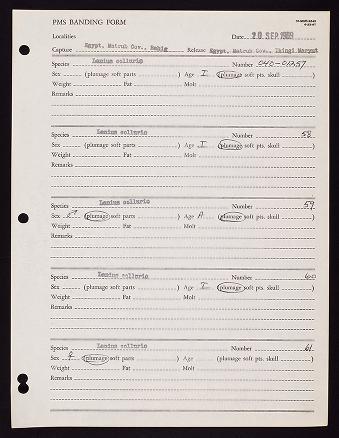 PMS BANDING FORM
Localities Date 20 SEP. 1969
Capture Egypt, Matruh Gov., Bahig Release Egypt, Matruh Gov., Ikingi Maryut
Species Lanius collurio Number 040-01257
Sex (plumage soft parts ) Age I (plumage soft pts. skull )
Weight Fat Molt
Remarks
Species Lanius collurio Number 58
Sex (plumage soft parts ) Age I (plumage soft pts. skull )
Weight Fat Molt
Remarks
Species Lanius collurio Number 59
Sex ♂ (plumage soft parts ) Age A (plumage soft pts. skull )
Weight Fat Molt
Remarks
Species Lanius collurio Number 60
Sex (plumage soft parts ) Age I (plumage soft pts. skull )
Weight Fat Molt
Remarks
Species Lanius collurio Number 61
Sex ♀ (plumage soft parts ) Age (plumage soft pts. skull )
Weight Fat Molt
Remarks